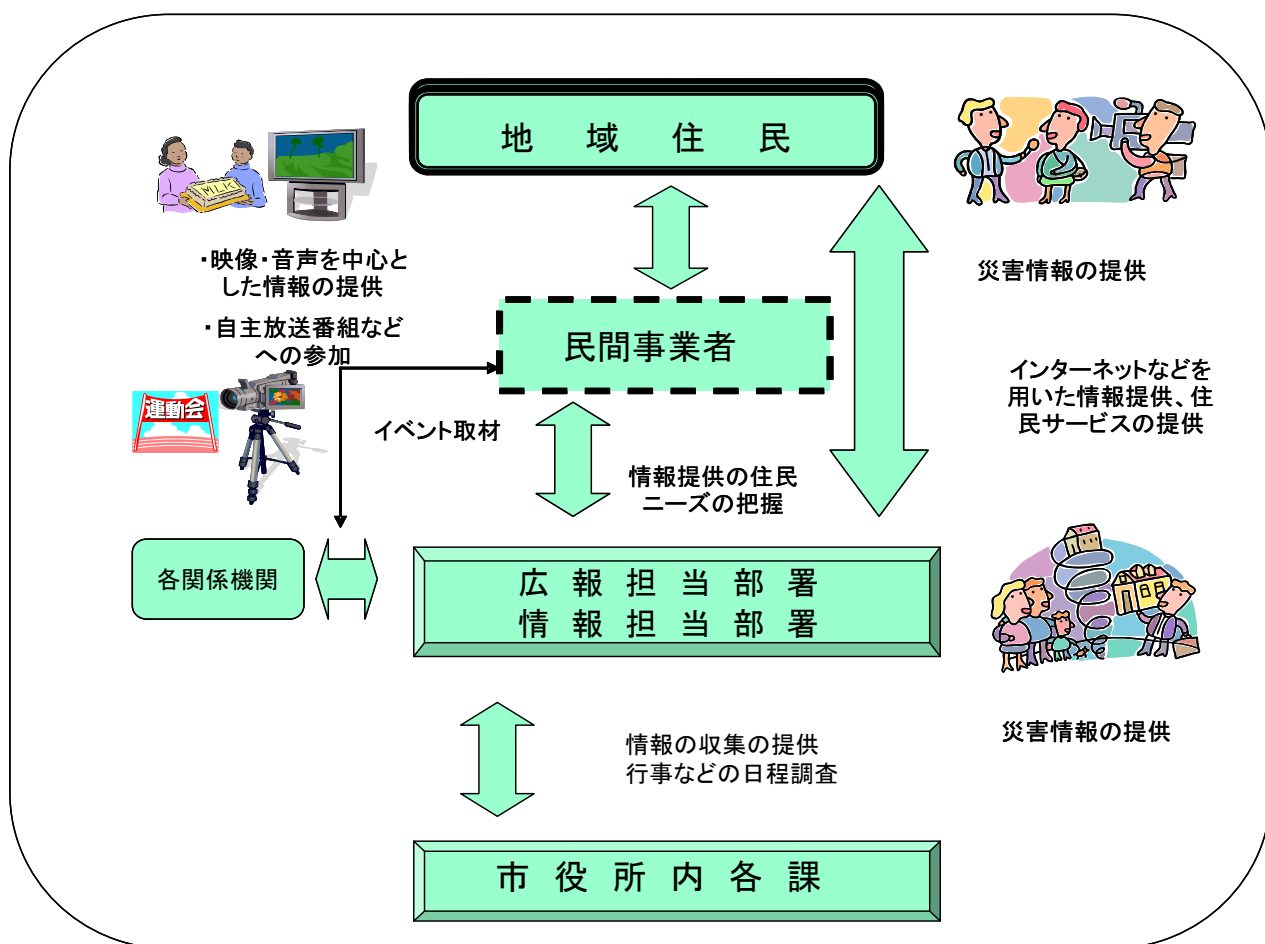 地域住民
MLK
・映像・音声を中心と
した情報の提供
・自主放送番組など
への参加
災害情報の提供
民間事業者
インターネットなどを
用いた情報提供、住
民サービスの提供
運動会
イベント取材
情報提供の住民
ニーズの把握
各関係機関
広報担当部署
情報担当部署
災害情報の提供
情報の収集の提供
行事などの日程調査
市役所内各課